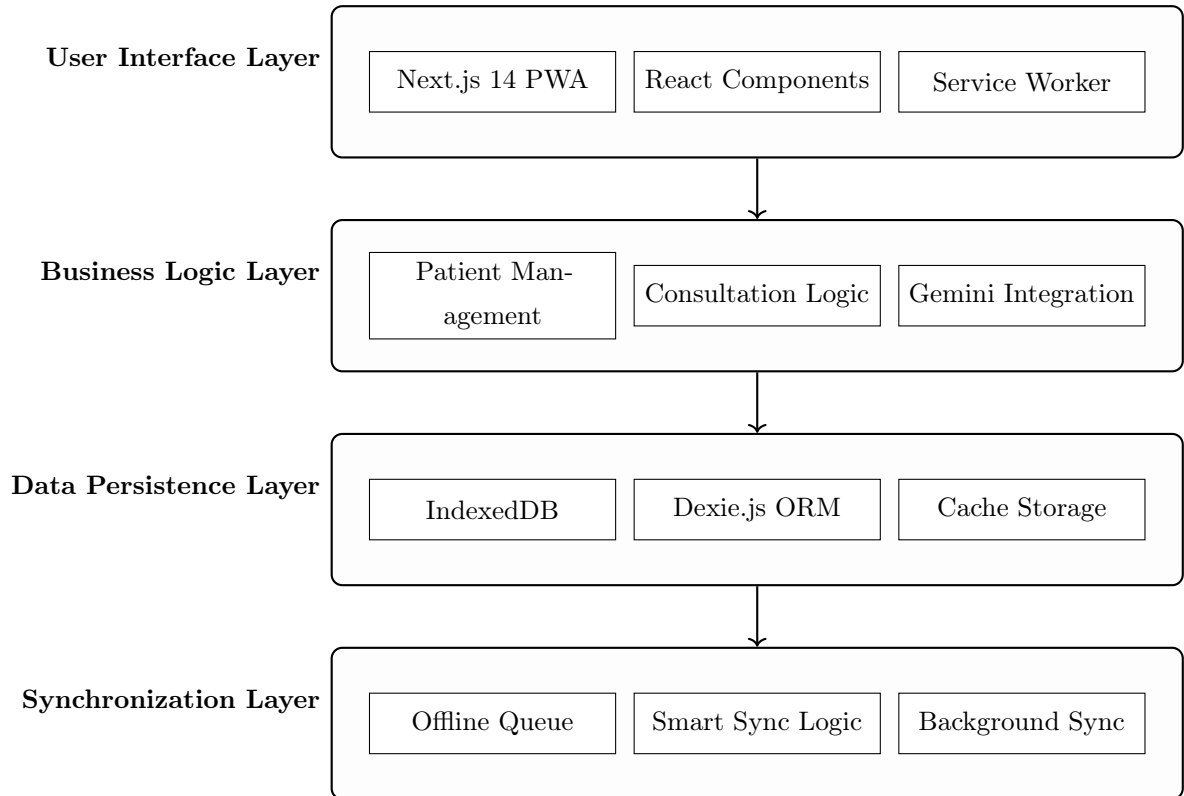 User Interface Layer
Next.js 14 PWA
React Components
Service Worker
Business Logic Layer
Patient Man-
agement
Consultation Logic
Gemini Integration
Data Persistence Layer
IndexedDB
Dexie.js ORM
Cache Storage
Synchronization Layer
Offline Queue
Smart Sync Logic
Background Sync